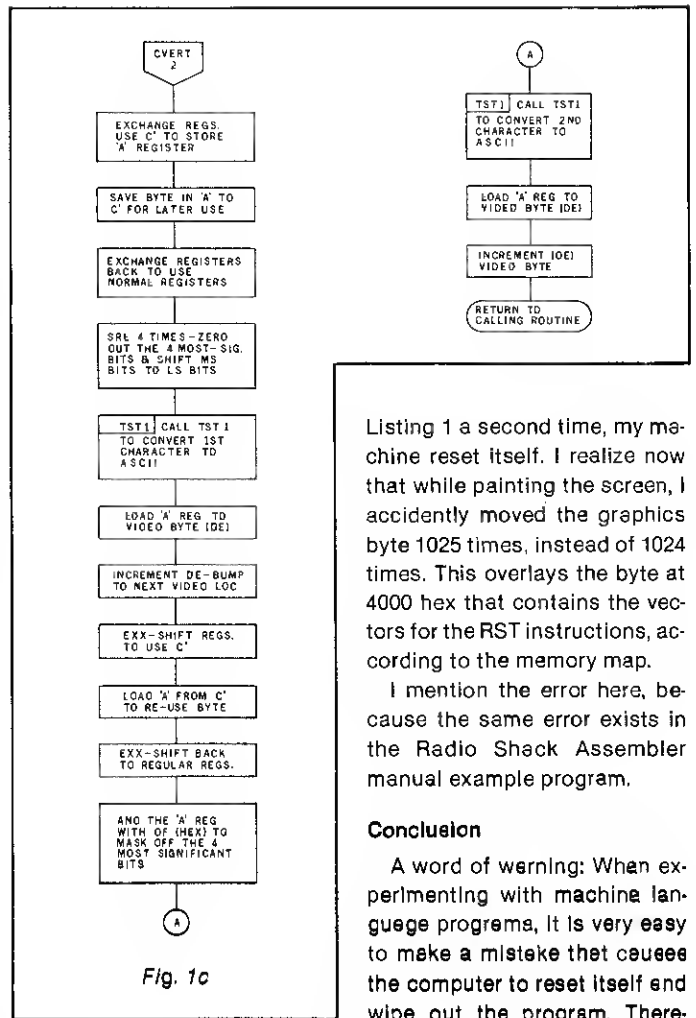 CVERT
2
EXCHANGE REGS.
USE C' TO STORE
'A' REGISTER
SAVE BYTE IN 'A' TO
C' FOR LATER USE
EXCHANGE REGISTERS
BACK TO USE
NORMAL REGISTERS
SRL 4 TIMES-ZERO
OUT THE 4 MOST-SIG.
BITS & SHIFT MS
BITS TO LS BITS
TST1 CALL TST1
TO CONVERT 1ST
CHARACTER TO
ASCII
LOAD 'A' REG TO
VIDEO BYTE (DE)
INCREMENT DE-BUMP
TO NEXT VIDEO LOC
EXX-SHIFT REGS.
TO USE C'
LOAD 'A' FROM C'
TO RE-USE BYTE
EXX-SHIFT BACK
TO REGULAR REGS.
AND THE 'A' REG
WITH OF (HEX) TO
MASK OFF THE 4
MOST SIGNIFICANT
BITS
A
Fig. 1c
A
TST1 CALL TST1
TO CONVERT 2ND
CHARACTER TO
ASCII
LOAD 'A' REG TO
VIDEO BYTE (DE)
INCREMENT (DE)
VIDEO BYTE
RETURN TO
CALLING ROUTINE
Listing 1 a second time, my ma-
chine reset itself. I realize now
that while painting the screen, I
accidently moved the graphics
byte 1025 times, instead of 1024
times. This overlays the byte at
4000 hex that contains the vec-
tors for the RST instructions, ac-
cording to the memory map.
I mention the error here, be-
cause the same error exists in
the Radio Shack Assembler
manual example program.
Conclusion
A word of warning: When ex-
perimenting with machine lan-
guage programs, it is very easy
to make a mistake that causes
the computer to reset itself and
wipe out the program. There-